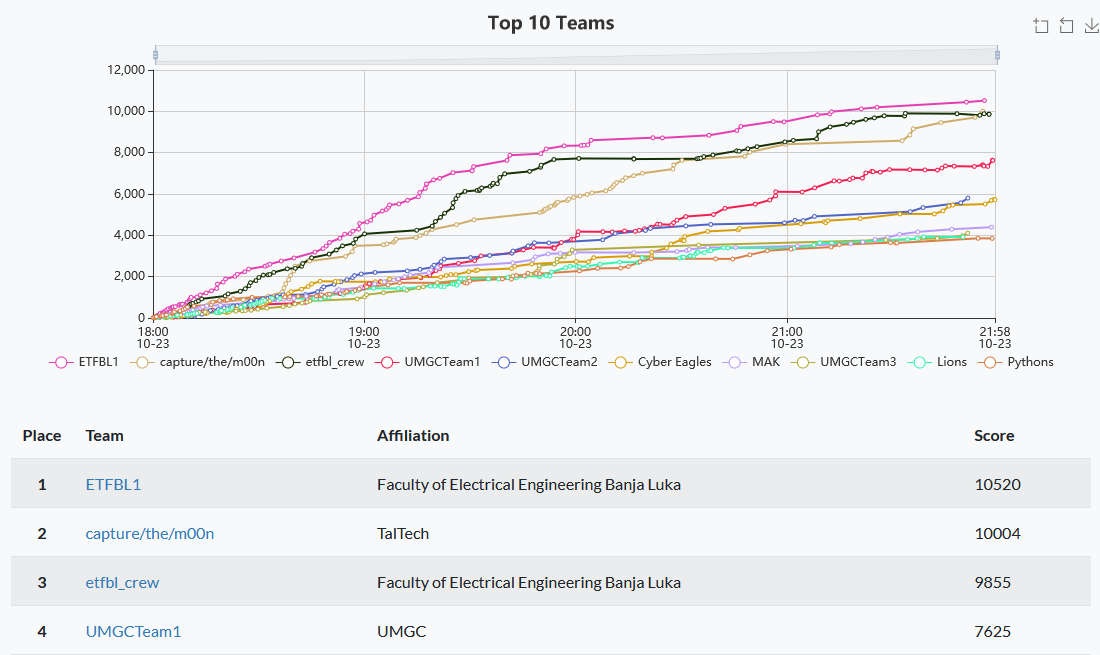 Top 10 Teams
12,000
10,000
8,000
6,000
4,000
2,000
0
18:00 19:00 20:00 21:00 21:58
10-23 10-23 10-23 10-23 10-23
ETFBL1 capture/the/m00n etfbl_crew UMGCTeam1 UMGCTeam2 Cyber Eagles MAK UMGCTeam3 Lions Pythons
Place Team Affiliation Score
1 ETFBL1 Faculty of Electrical Engineering Banja Luka 10520
2 capture/the/m00n TalTech 10004
3 etfbl_crew Faculty of Electrical Engineering Banja Luka 9855
4 UMGCTeam1 UMGC 7625